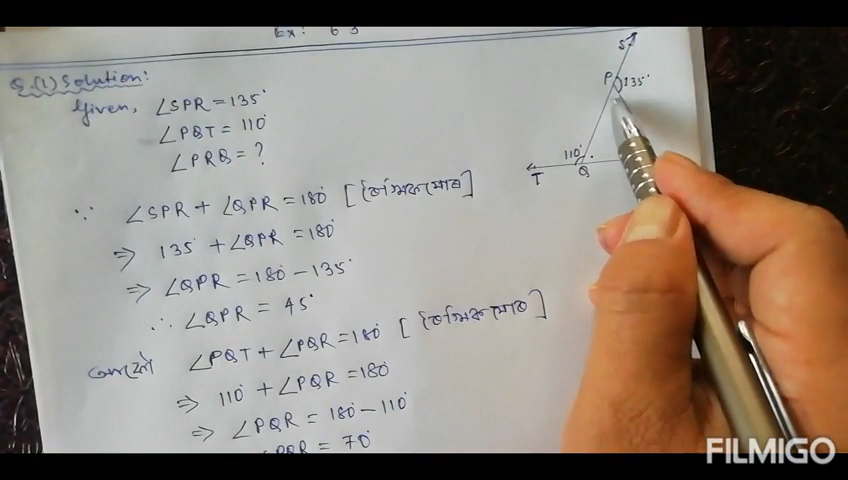 Ex: 6 3
Q.(1) Solution:
Given, ∠SPR = 135°
∠PQT = 110°
∠PRQ = ?
∵ ∠SPR + ∠QPR = 180° [ৰৈখিক যোৰ]
⇒ 135° + ∠QPR = 180°
⇒ ∠QPR = 180 − 135°
∴ ∠QPR = 45°
∠PQT + ∠PQR = 180° [ৰৈখিক যোৰ]
⇒ 110° + ∠PQR = 180°
⇒ ∠PQR = 180° − 110°
∠PQR = 70°
S
P
135°
110°
T
Q
FILMIGO